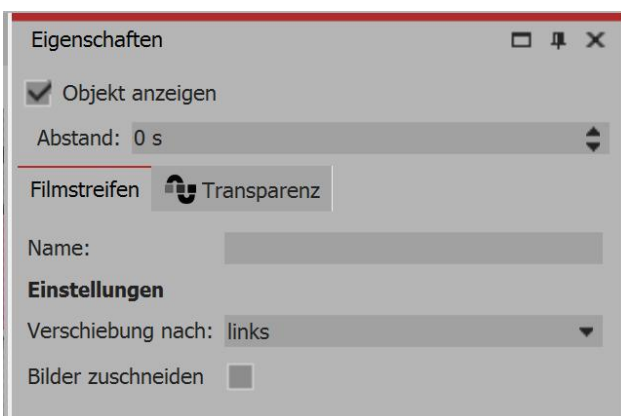 Eigenschaften
Objekt anzeigen
Abstand: 0 s
Filmstreifen Transparenz
Name:
Einstellungen
Verschiebung nach: links
Bilder zuschneiden